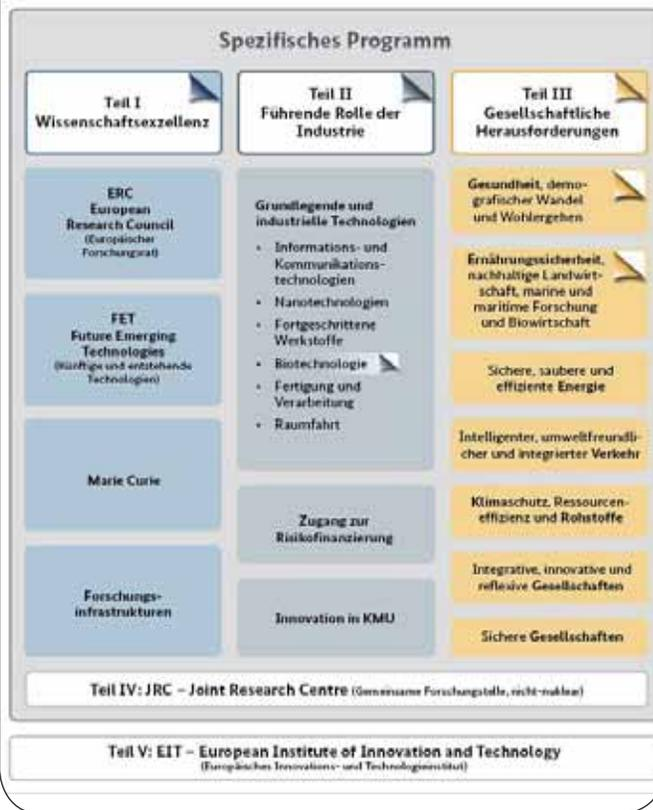 Spezifisches Programm
Teil I
Wissenschaftsexzellenz
ERC
European
Research Council
(Europäischer
Forschungsrat)
FET
Future Emerging
Technologies
(Künftige und entstehende
Technologien)
Marie Curie
Forschungs-
infrastrukturen
Teil II
Führende Rolle der
Industrie
Grundlegende und
industrielle Technologien
• Informations- und
Kommunikations-
technologien
• Nanotechnologien
• Fortgeschrittene
Werkstoffe
• Biotechnologie
• Fertigung und
Verarbeitung
• Raumfahrt
Zugang zur
Risikofinanzierung
Innovation in KMU
Teil III
Gesellschaftliche
Herausforderungen
Gesundheit, demo-
grafischer Wandel
und Wohlergehen
Ernährungssicherheit,
nachhaltige Landwirt-
schaft, marine und
maritime Forschung
und Biowirtschaft
Sichere, saubere und
effiziente Energie
Intelligenter, umweltfreundli-
cher und integrierter Verkehr
Klimaschutz, Ressourcen-
effizienz und Rohstoffe
Integrative, innovative und
reflexive Gesellschaften
Sichere Gesellschaften
Teil IV: JRC – Joint Research Centre (Gemeinsame Forschungsstelle, nicht-nuklear)
Teil V: EIT – European Institute of Innovation and Technology
(Europäisches Innovations- und Technologieinstitut)